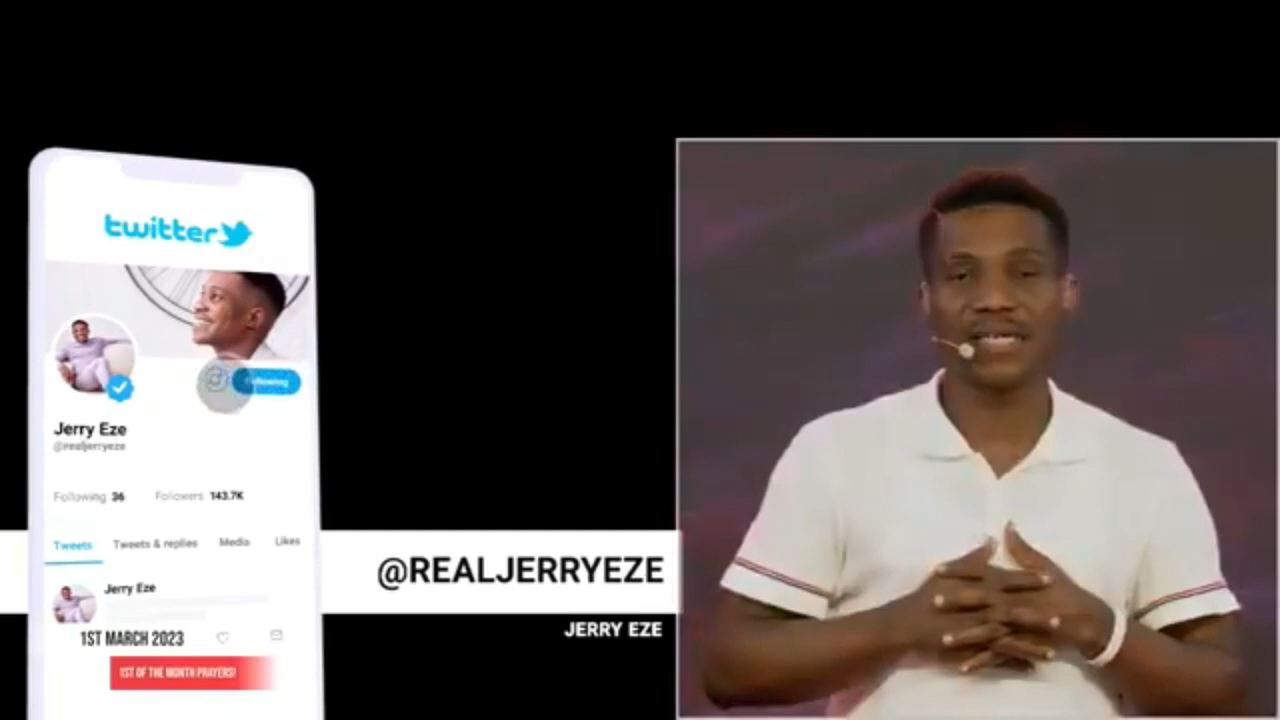 twitter
Following
Jerry Eze
@realjerryeze
Following 36 Followers 143.7K
Tweets Tweets & replies Media Likes
Jerry Eze
1ST MARCH 2023
1ST OF THE MONTH PRAYERS!
@REALJERRYEZE
JERRY EZE